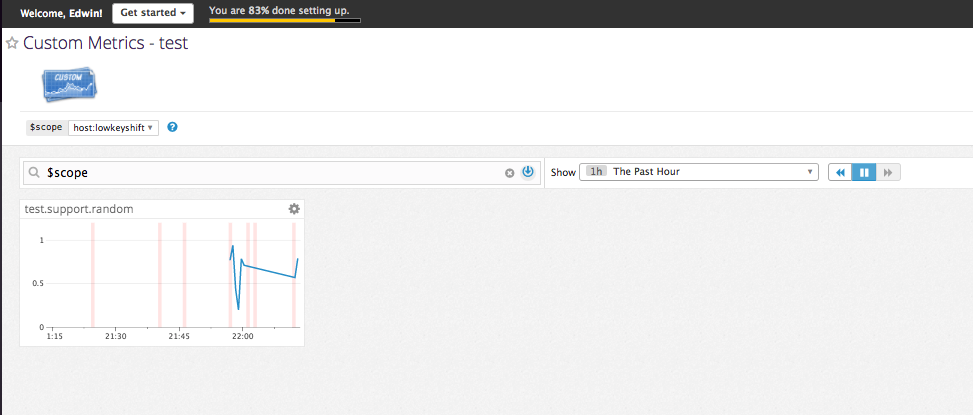 Welcome, Edwin! Get started You are 83% done setting up.
Custom Metrics - test
CUSTOM
$scope host:lowkeyshift ?
$scope Show 1h The Past Hour
test.support.random
1
0.5
0
1:15 21:30 21:45 22:00